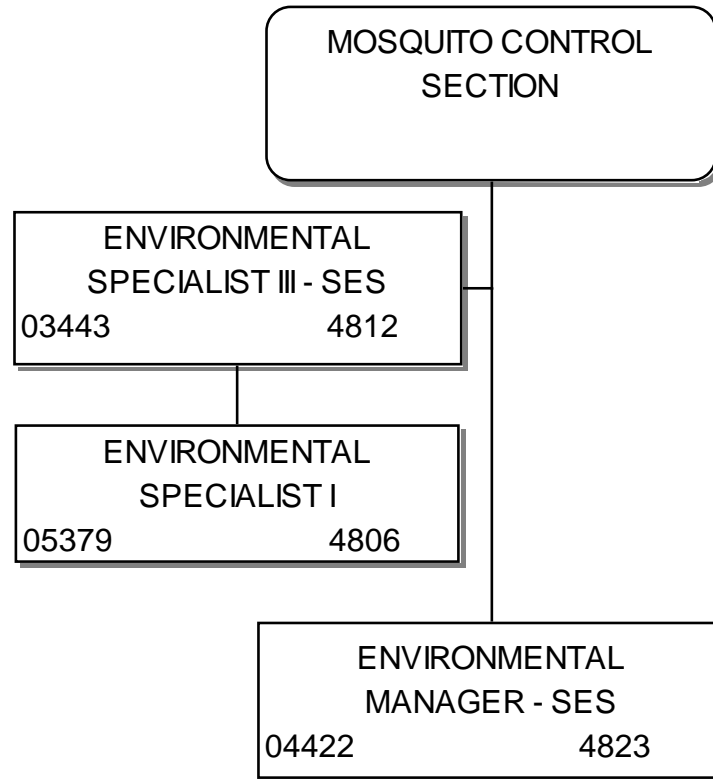 MOSQUITO CONTROL
SECTION
ENVIRONMENTAL
SPECIALIST III - SES
03443 4812
ENVIRONMENTAL
SPECIALIST I
05379 4806
ENVIRONMENTAL
MANAGER - SES
04422 4823